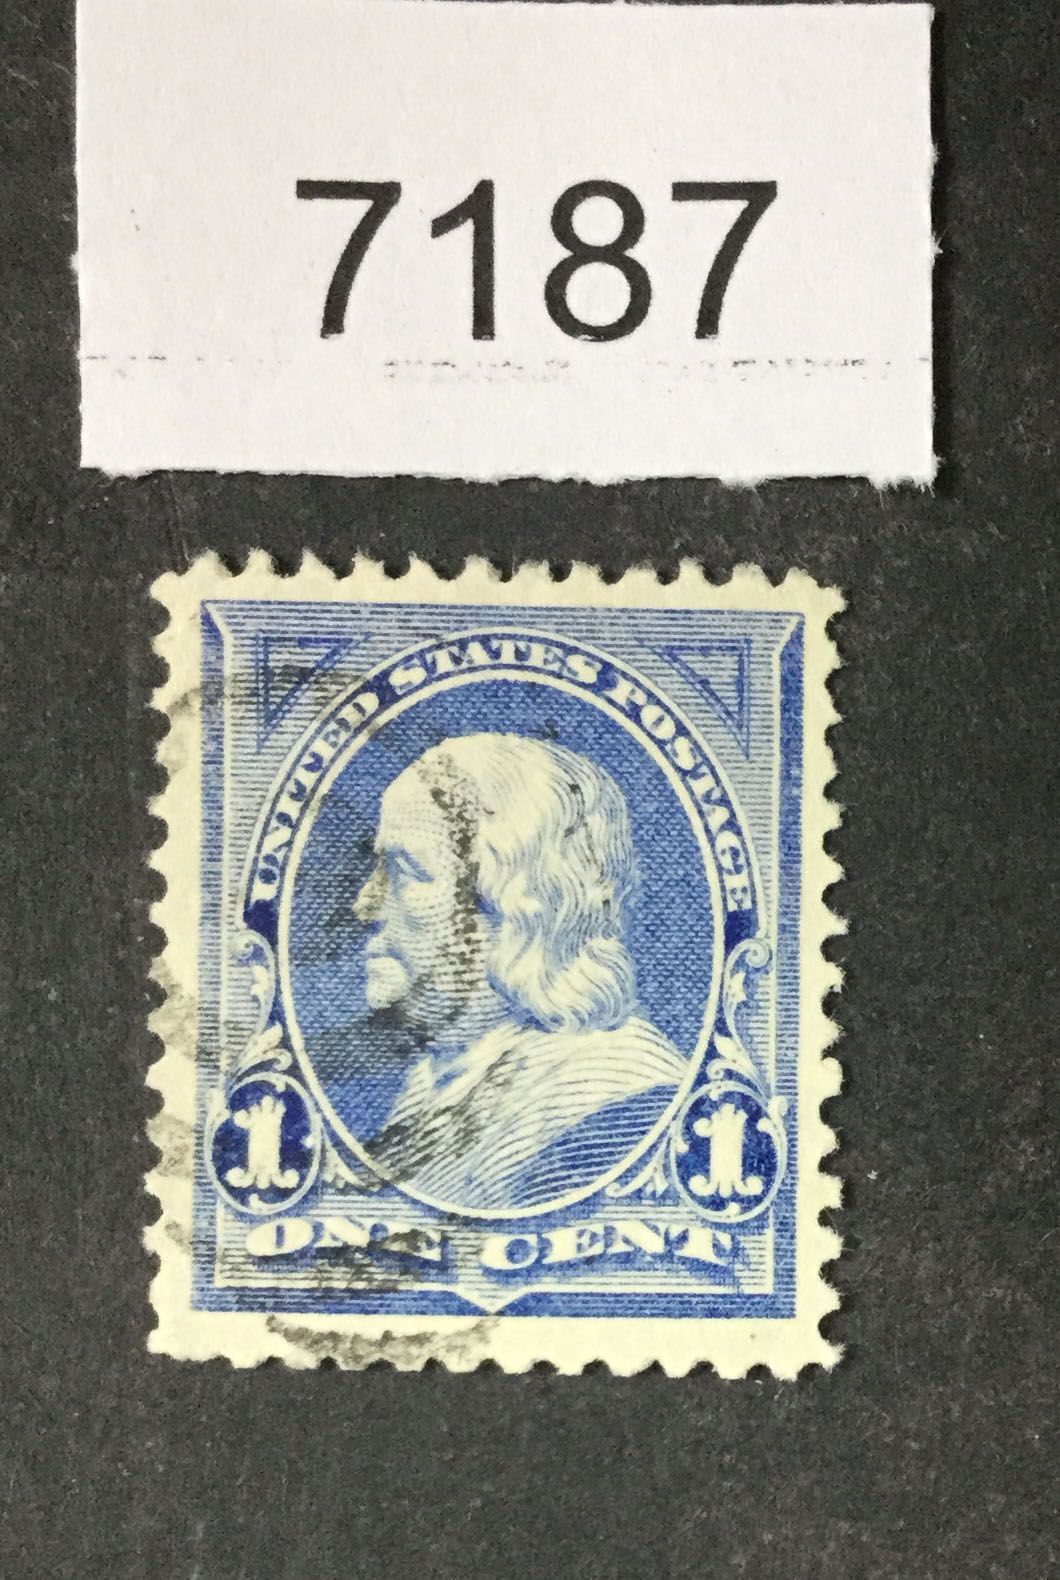 7187
UNITED STATES POSTAGE
1 1
ONE CENT